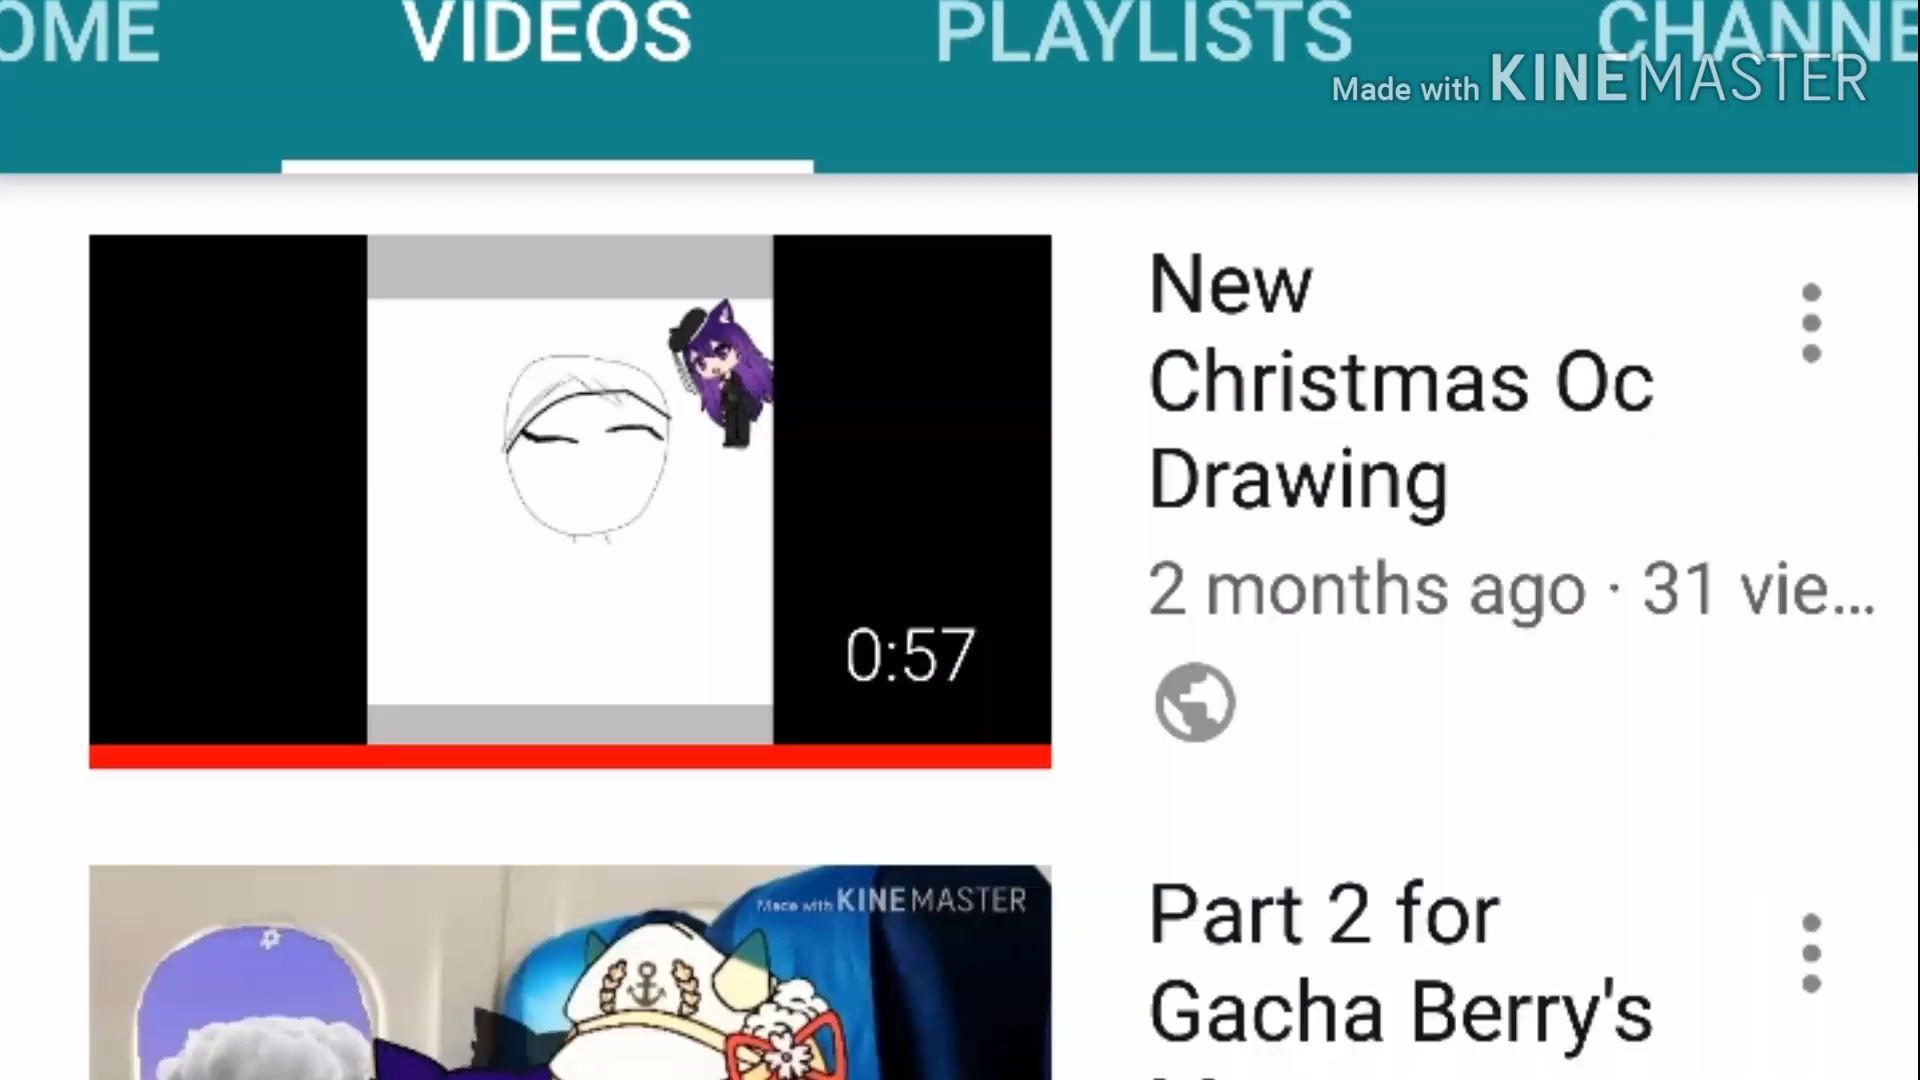 OME VIDEOS PLAYLISTS CHANNE
Made with KINEMASTER
New
Christmas Oc
Drawing
2 months ago · 31 vie...
0:57
Made with KINEMASTER
Part 2 for
Gacha Berry's